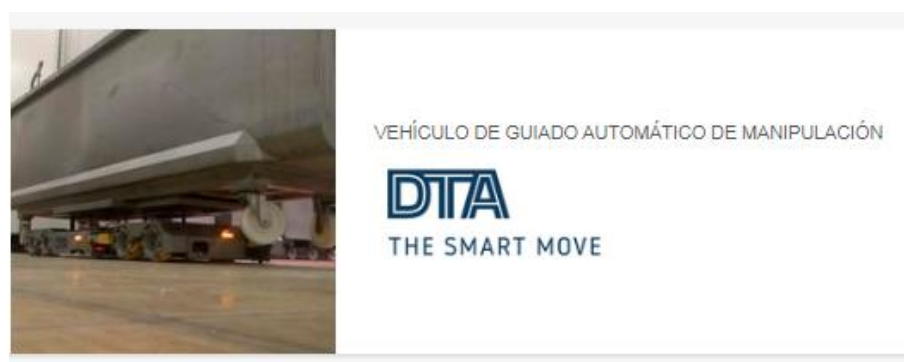 VEHÍCULO DE GUIADO AUTOMÁTICO DE MANIPULACIÓN
DTA
THE SMART MOVE